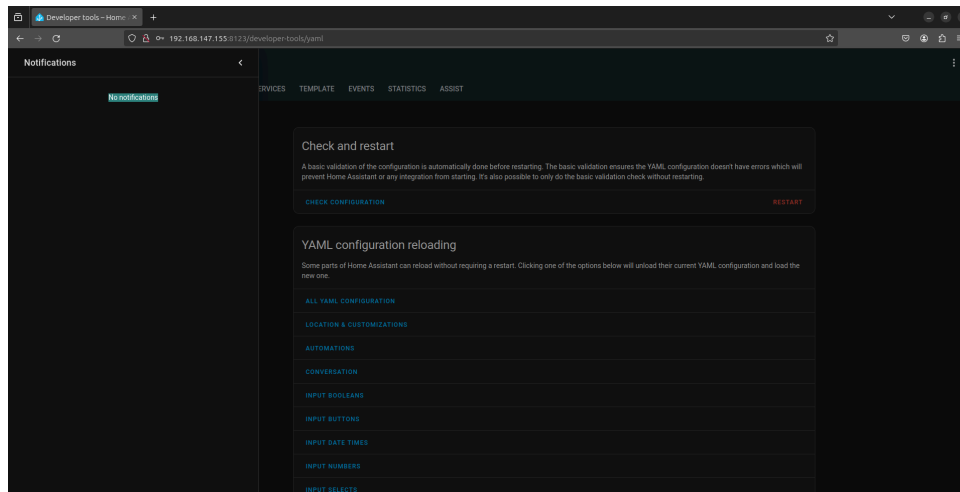 Developer tools – Home
192.168.147.155:8123/developer-tools/yaml
Notifications
No notifications
ERVICES TEMPLATE EVENTS STATISTICS ASSIST
Check and restart
A basic validation of the configuration is automatically done before restarting. The basic validation ensures the YAML configuration doesn't have errors which will
prevent Home Assistant or any integration from starting. It's also possible to only do the basic validation check without restarting.
CHECK CONFIGURATION RESTART
YAML configuration reloading
Some parts of Home Assistant can reload without requiring a restart. Clicking one of the options below will unload their current YAML configuration and load the
new one.
ALL YAML CONFIGURATION
LOCATION & CUSTOMIZATIONS
AUTOMATIONS
CONVERSATION
INPUT BOOLEANS
INPUT BUTTONS
INPUT DATE TIMES
INPUT NUMBERS
INPUT SELECTS